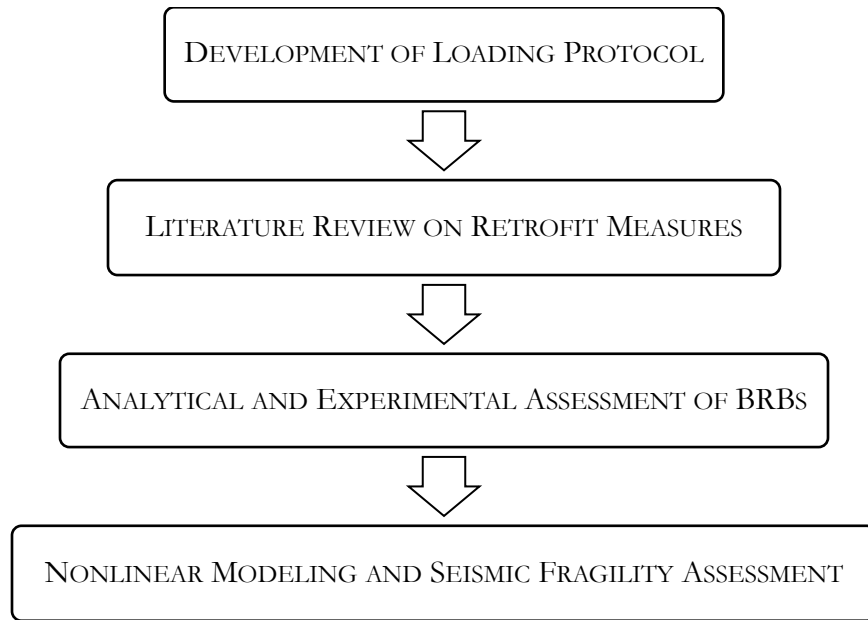 Development of Loading Protocol
Literature Review on Retrofit Measures
Analytical and Experimental Assessment of BRBs
Nonlinear Modeling and Seismic Fragility Assessment